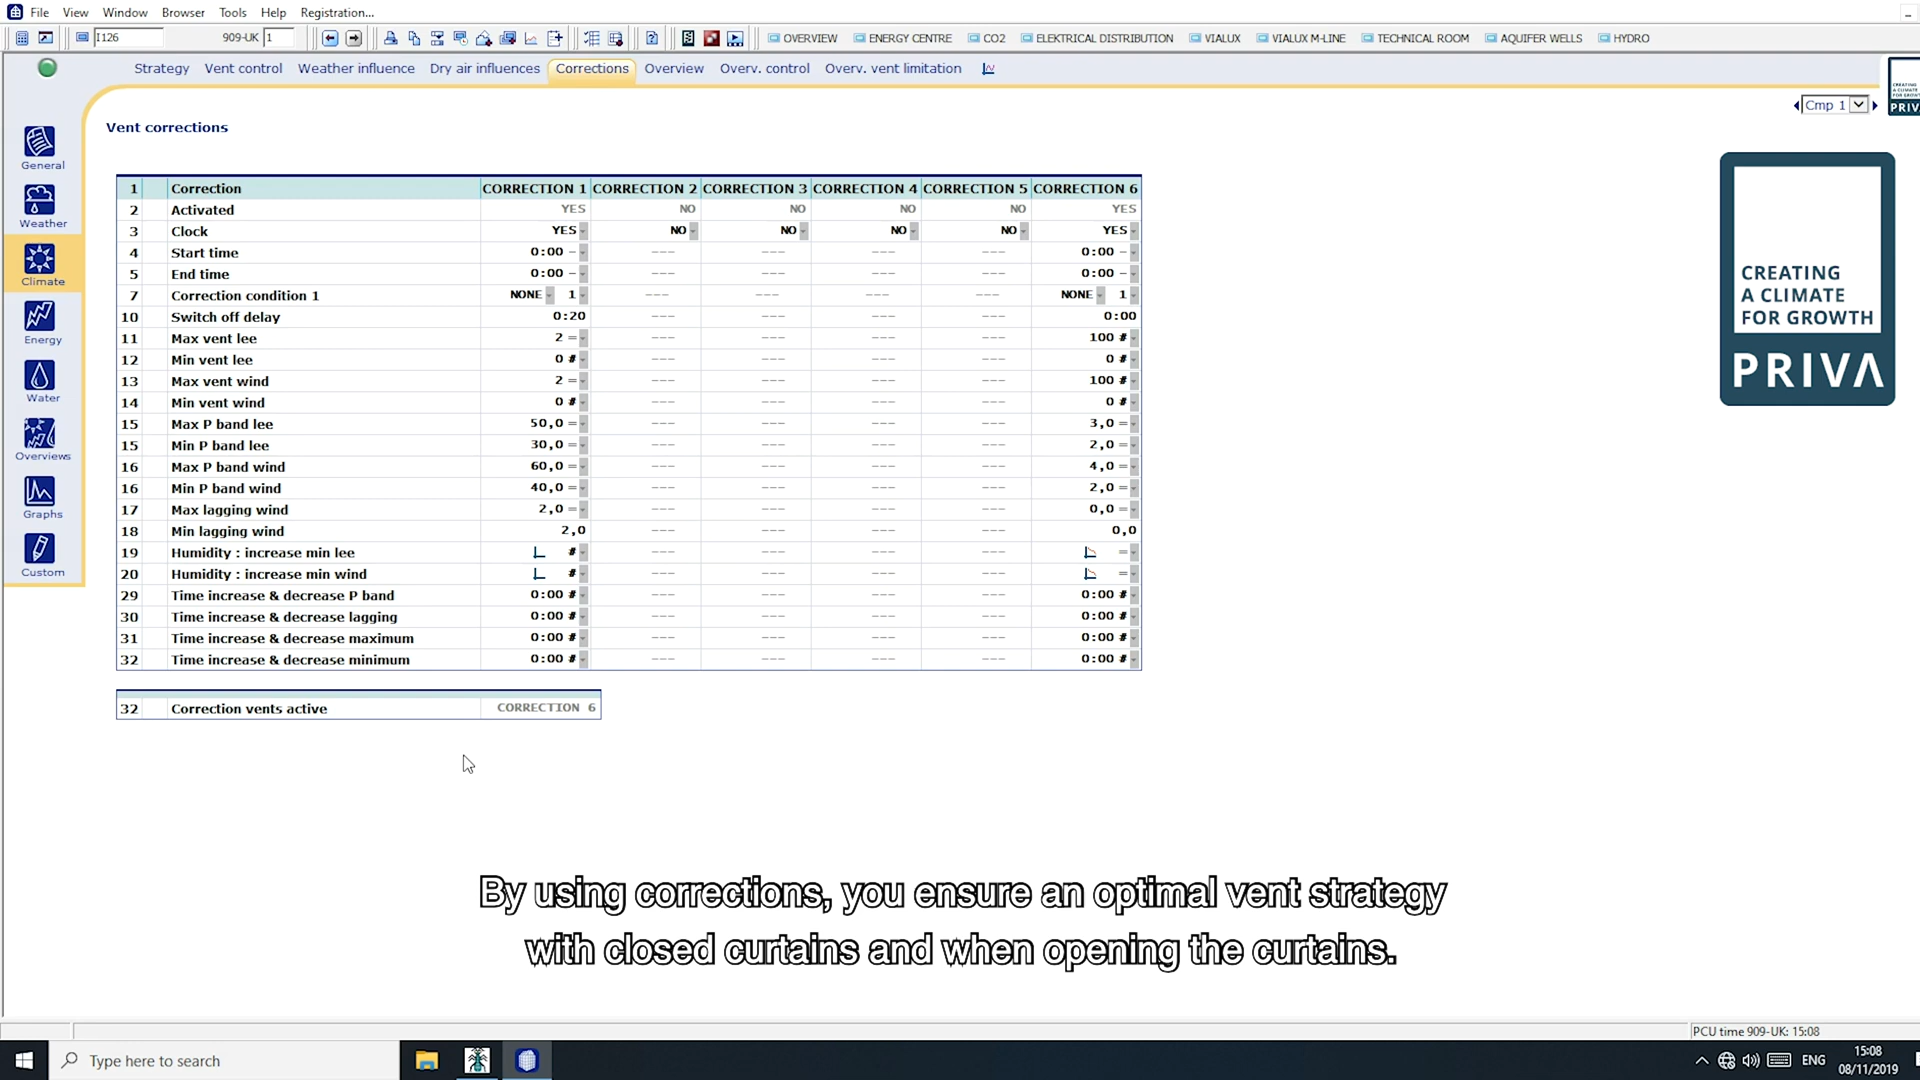 File View Window Browser Tools Help Registration...
I126 909-UK 1 OVERVIEW ENERGY CENTRE CO2 ELEKTRICAL DISTRIBUTION VIALUX VIALUX M-LINE TECHNICAL ROOM AQUIFER WELLS HYDRO
Strategy Vent control Weather influence Dry air influences Corrections Overview Overv. control Overv. vent limitation
Cmp 1
Vent corrections
General
Weather
Climate
Energy
Water
Overviews
Graphs
Custom
1 Correction CORRECTION 1 CORRECTION 2 CORRECTION 3 CORRECTION 4 CORRECTION 5 CORRECTION 6
2 Activated YES NO NO NO NO YES
3 Clock YES NO NO NO NO YES
4 Start time 0:00 – --- --- --- --- 0:00 –
5 End time 0:00 – --- --- --- --- 0:00 –
7 Correction condition 1 NONE 1 --- --- --- --- NONE 1
10 Switch off delay 0:20 --- --- --- --- 0:00
11 Max vent lee 2 = --- --- --- --- 100 #
12 Min vent lee 0 # --- --- --- --- 0 #
13 Max vent wind 2 = --- --- --- --- 100 #
14 Min vent wind 0 # --- --- --- --- 0 #
15 Max P band lee 50,0 = --- --- --- --- 3,0 =
15 Min P band lee 30,0 = --- --- --- --- 2,0 =
16 Max P band wind 60,0 = --- --- --- --- 4,0 =
16 Min P band wind 40,0 = --- --- --- --- 2,0 =
17 Max lagging wind 2,0 = --- --- --- --- 0,0 =
18 Min lagging wind 2,0 --- --- --- --- 0,0
19 Humidity : increase min lee # --- --- --- --- =
20 Humidity : increase min wind # --- --- --- --- =
29 Time increase & decrease P band 0:00 # --- --- --- --- 0:00 #
30 Time increase & decrease lagging 0:00 # --- --- --- --- 0:00 #
31 Time increase & decrease maximum 0:00 # --- --- --- --- 0:00 #
32 Time increase & decrease minimum 0:00 # --- --- --- --- 0:00 #
32 Correction vents active CORRECTION 6
CREATING
A CLIMATE
FOR GROWTH
PRIVA
CREATING
A CLIMATE
FOR GROWTH
PRIV
By using corrections, you ensure an optimal vent strategy
with closed curtains and when opening the curtains.
PCU time 909-UK: 15:08
Type here to search
ENG
15:08
08/11/2019